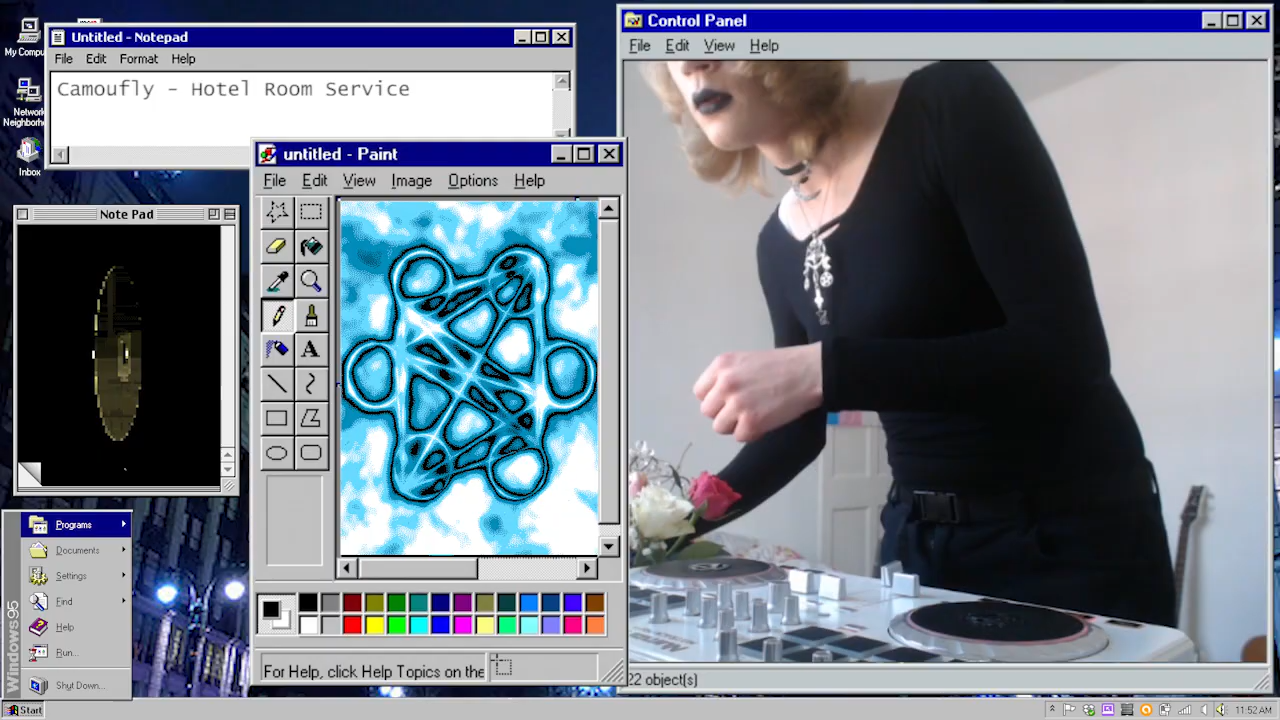 My Compu
Network
Neighborho
Inbox
Untitled - Notepad
File Edit Format Help
Camoufly - Hotel Room Service
Note Pad
untitled - Paint
File Edit View Image Options Help
A
For Help, click Help Topics on the
Control Panel
File Edit View Help
22 object(s)
Windows95
Programs
Documents
Settings
Find
Help
Run...
Shut Down...
Start
11:52 AM